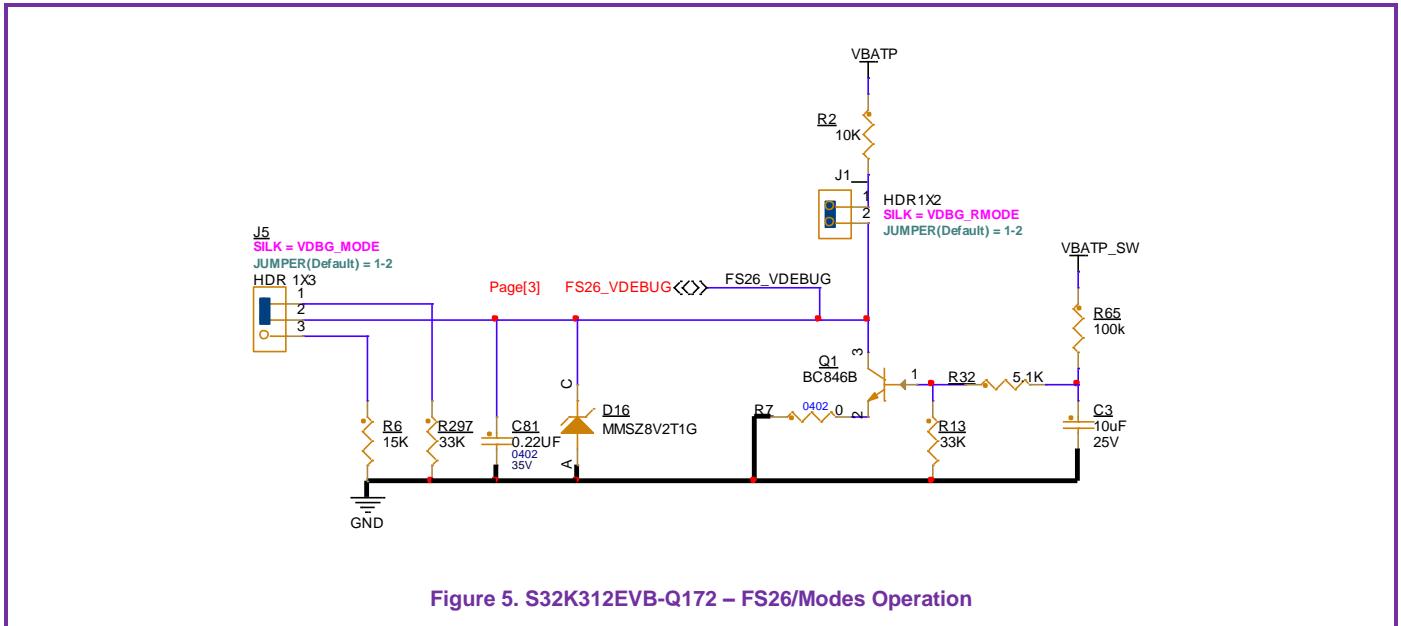 VBATP
R2
10K
J1
1
2
HDR1X2
SILK = VDBG_RMODE
JUMPER(Default) = 1-2
J5
SILK = VDBG_MODE
JUMPER(Default) = 1-2
HDR 1X3
1
2
3
Page[3] FS26_VDEBUG FS26_VDEBUG
VBATP_SW
R65
100k
Q1
BC846B
3
1
2
R32 5.1K
R7 0402 0
C
D16
MMSZ8V2T1G
A
R6
15K
R297
33K
C81
0.22UF
0402
35V
R13
33K
C3
10uF
25V
GND
Figure 5. S32K312EVB-Q172 – FS26/Modes Operation